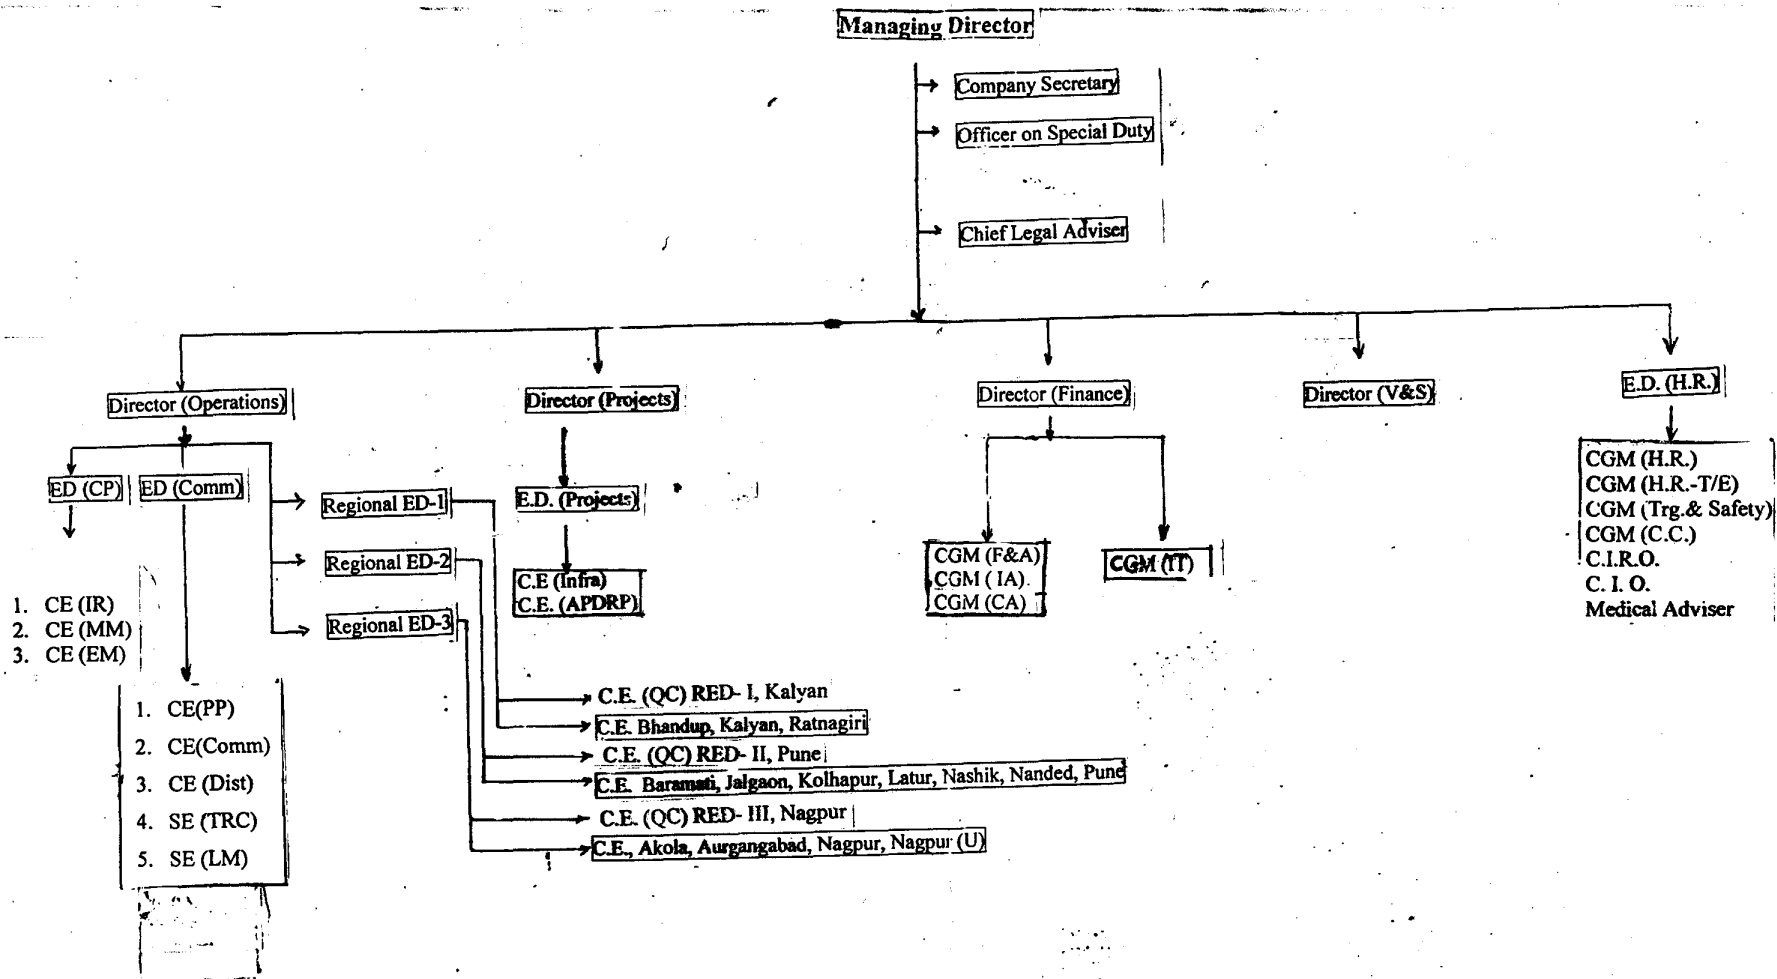 Managing Director
Company Secretary
Officer on Special Duty
Chief Legal Adviser
Director (Operations)
Director (Projects)
Director (Finance)
Director (V&S)
E.D. (H.R.)
ED (CP)
ED (Comm)
Regional ED-1
Regional ED-2
Regional ED-3
E.D. (Projects)
C.E (Infra)
C.E. (APDRP)
CGM (F&A)
CGM ( IA).
CGM (CA)
CGM (IT)
CGM (H.R.)
CGM (H.R.-T/E)
CGM (Trg.& Safety)
CGM (C.C.)
C.I.R.O.
C. I. O.
Medical Adviser
1. CE (IR)
2. CE (MM)
3. CE (EM)
1. CE(PP)
2. CE(Comm)
3. CE (Dist)
4. SE (TRC)
5. SE (LM)
C.E. (QC) RED- I, Kalyan
C.E. Bhandup, Kalyan, Ratnagiri
C.E. (QC) RED- II, Pune
C.E. Baramati, Jalgaon, Kolhapur, Latur, Nashik, Nanded, Pune
C.E. (QC) RED- III, Nagpur
C.E., Akola, Aurgangabad, Nagpur, Nagpur (U)